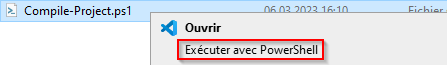 Compile-Project.ps1 06.03.2023 16:10 Fichier
Ouvrir
Exécuter avec PowerShell